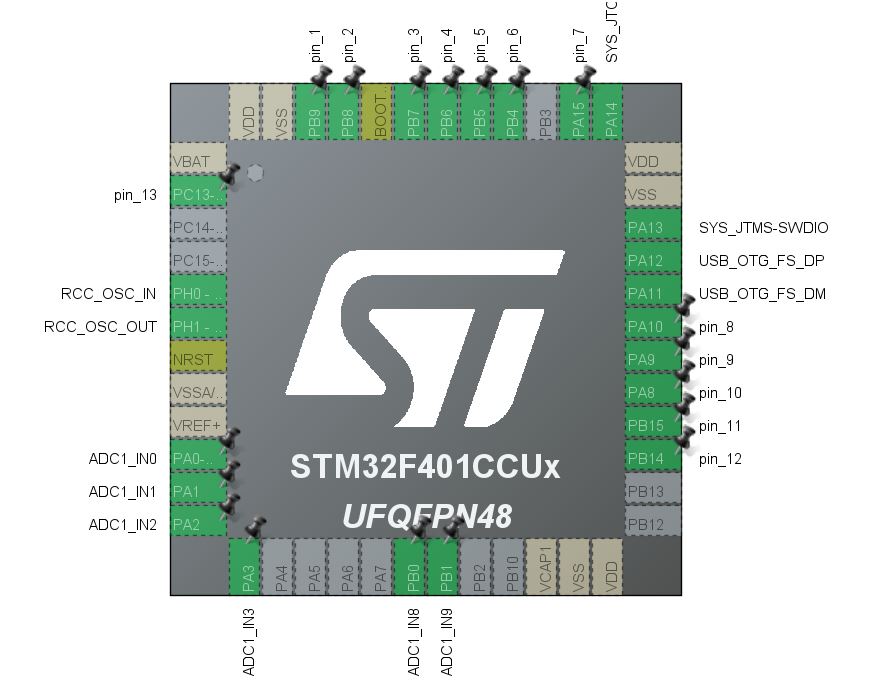 pin_1
pin_2
pin_3
pin_4
pin_5
pin_6
pin_7
SYS_JTC
VDD
VSS
PB9
PB8
BOOT..
PB7
PB6
PB5
PB4
PB3
PA15
PA14
VBAT
pin_13 PC13-..
PC14-..
PC15-..
RCC_OSC_IN PH0 - ..
RCC_OSC_OUT PH1 - ..
NRST
VSSA/..
VREF+
ADC1_IN0 PA0-..
ADC1_IN1 PA1
ADC1_IN2 PA2
VDD
VSS
PA13 SYS_JTMS-SWDIO
PA12 USB_OTG_FS_DP
PA11 USB_OTG_FS_DM
PA10 pin_8
PA9 pin_9
PA8 pin_10
PB15 pin_11
PB14 pin_12
PB13
PB12
ST
STM32F401CCUx
UFQFPN48
PA3
PA4
PA5
PA6
PA7
PB0
PB1
PB2
PB10
VCAP1
VSS
VDD
ADC1_IN3
ADC1_IN8
ADC1_IN9